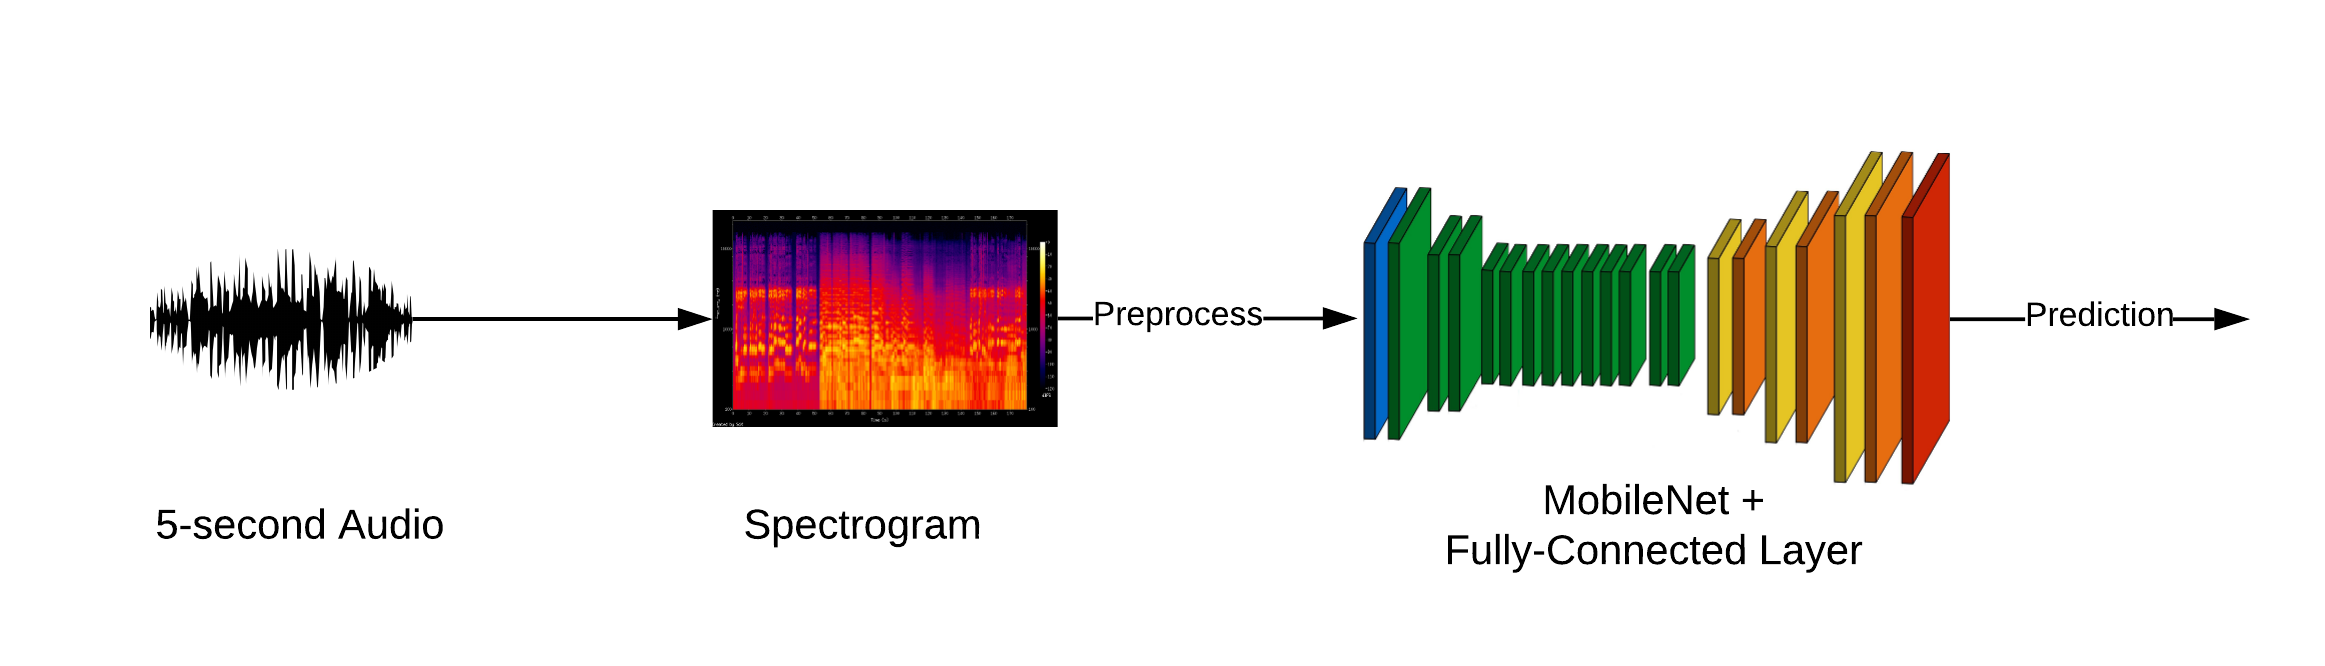 Preprocess
Prediction
5-second Audio
Spectrogram
MobileNet +
Fully-Connected Layer